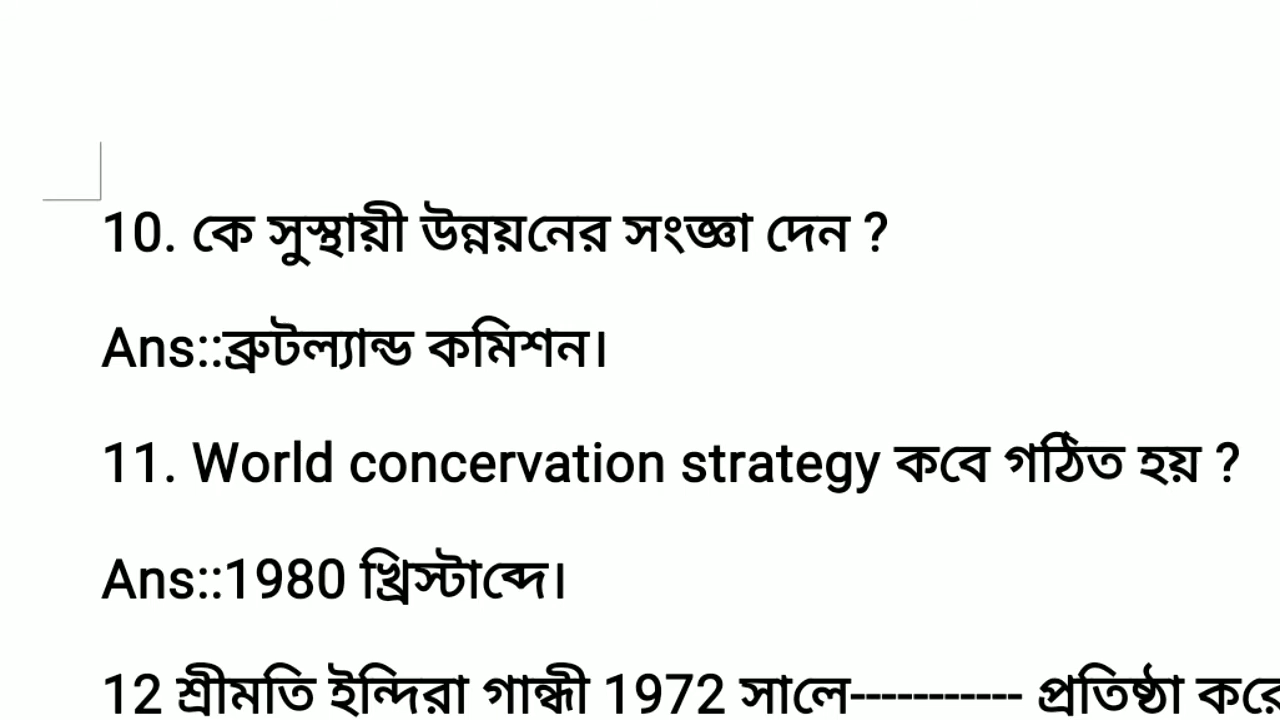 10. কে সুস্থায়ী উন্নয়নের সংজ্ঞা দেন ?
Ans::ব্রুটল্যান্ড কমিশন।
11. World concervation strategy কবে গঠিত হয় ?
Ans::1980 খ্রিস্টাব্দে।
12 শ্রীমতি ইন্দিরা গান্ধী 1972 সালে----------- প্রতিষ্ঠা করে